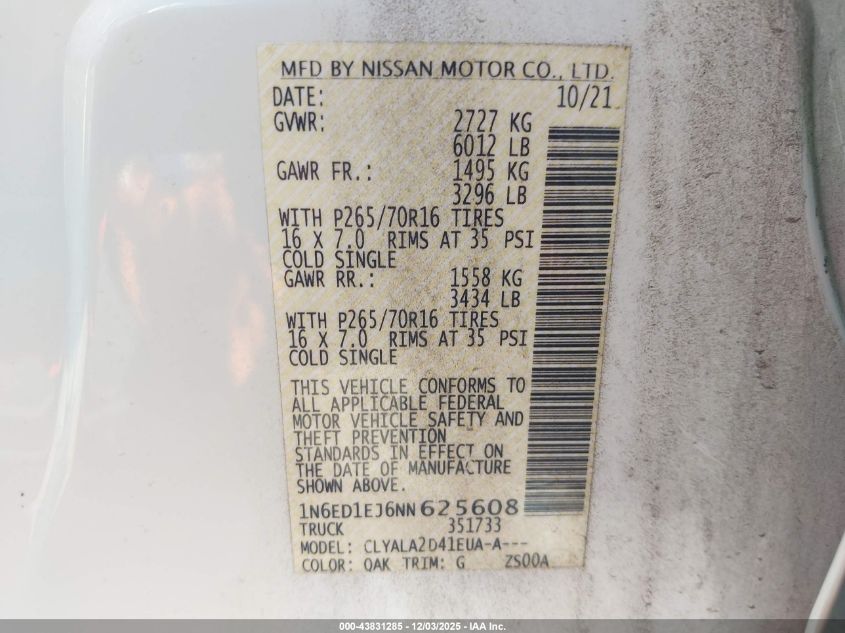 MFD BY NISSAN MOTOR CO., LTD.
DATE: 10/21
GVWR: 2727 KG
6012 LB
GAWR FR.: 1495 KG
3296 LB
WITH P265/70R16 TIRES
16 X 7.0 RIMS AT 35 PSI
COLD SINGLE
GAWR RR.: 1558 KG
3434 LB
WITH P265/70R16 TIRES
16 X 7.0 RIMS AT 35 PSI
COLD SINGLE
THIS VEHICLE CONFORMS TO
ALL APPLICABLE FEDERAL
MOTOR VEHICLE SAFETY AND
THEFT PREVENTION
STANDARDS IN EFFECT ON
THE DATE OF MANUFACTURE
SHOWN ABOVE.
1N6ED1EJ6NN625608
TRUCK 351733
MODEL: CLYALA2D41EUA-A---
COLOR: QAK TRIM: G ZS00A
000-43831285 - 12/03/2025 - IAA Inc.